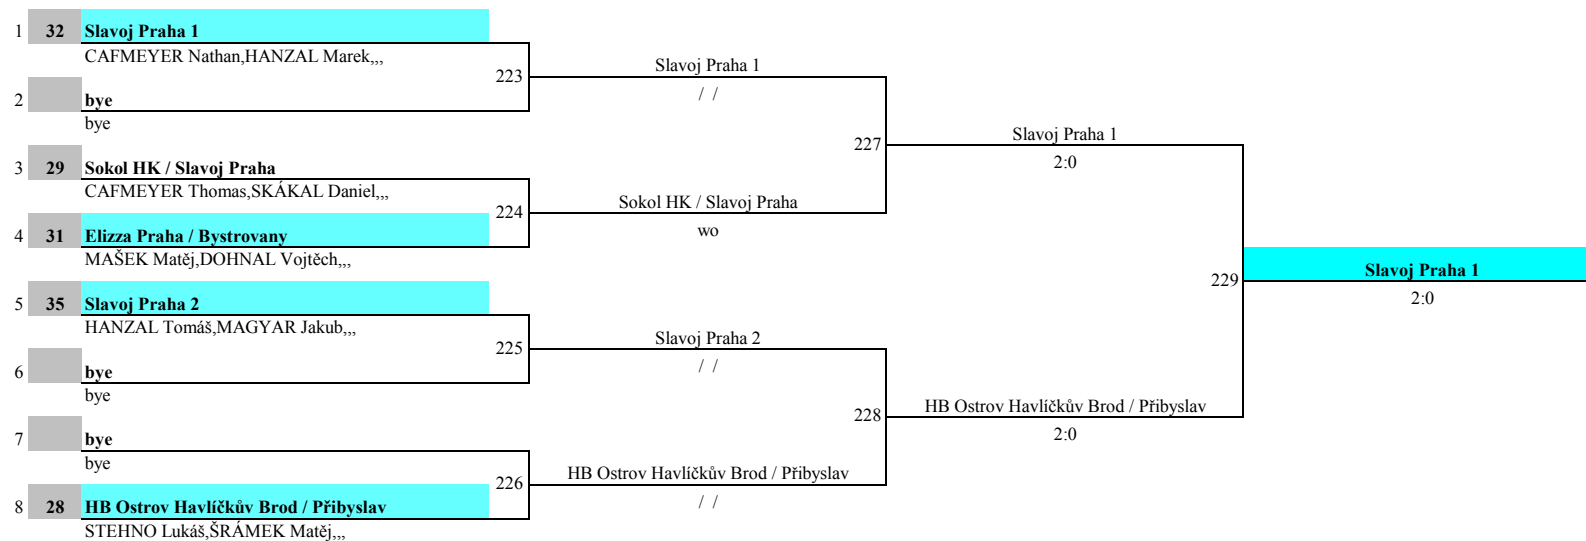 1 32 Slavoj Praha 1
CAFMEYER Nathan,HANZAL Marek,,,
223 Slavoj Praha 1
/ /
2 bye
bye
227 Slavoj Praha 1
2:0
3 29 Sokol HK / Slavoj Praha
CAFMEYER Thomas,SKÁKAL Daniel,,,
224 Sokol HK / Slavoj Praha
wo
4 31 Elizza Praha / Bystrovany
MAŠEK Matěj,DOHNAL Vojtěch,,,
229 Slavoj Praha 1
2:0
5 35 Slavoj Praha 2
HANZAL Tomáš,MAGYAR Jakub,,,
225 Slavoj Praha 2
/ /
6 bye
bye
228 HB Ostrov Havlíčkův Brod / Přibyslav
2:0
7 bye
bye
226 HB Ostrov Havlíčkův Brod / Přibyslav
/ /
8 28 HB Ostrov Havlíčkův Brod / Přibyslav
STEHNO Lukáš,ŠRÁMEK Matěj,,,